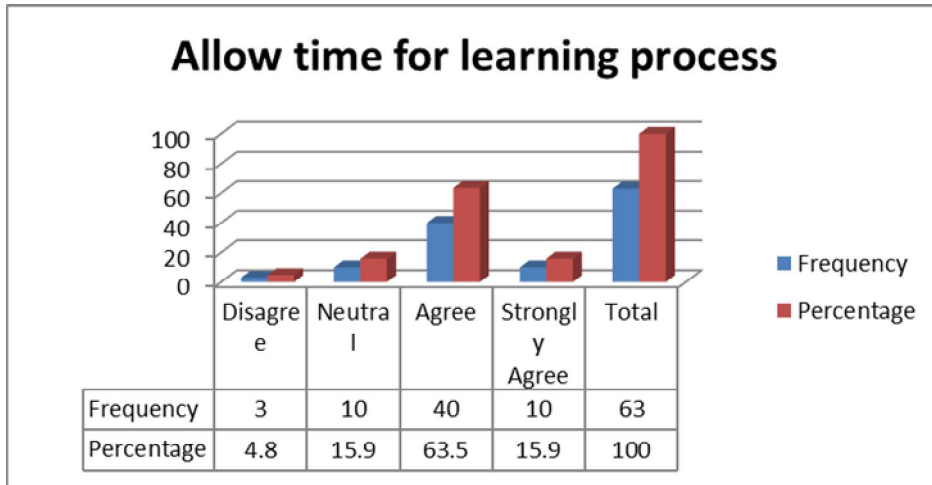 Allow time for learning process
100
80
60
40
20
0
Frequency
Percentage
Disagre Neutra Agree Strongl Total
e l y
Agree
Frequency 3 10 40 10 63
Percentage 4.8 15.9 63.5 15.9 100